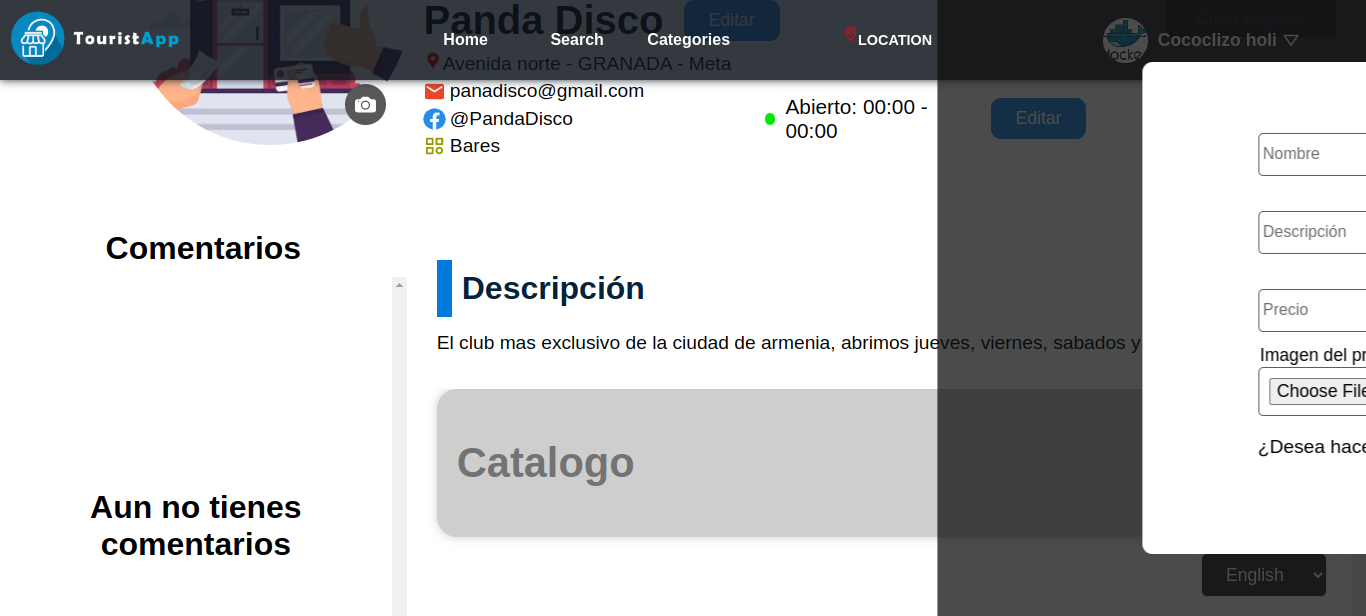 Panda Disco
Editar
Crear negocio
TouristApp
Home
Search
Categories
LOCATION
Cococlizo holi
Avenida norte - GRANADA - Meta
panadisco@gmail.com
@PandaDisco
Bares
Abierto: 00:00 -
00:00
Editar
Nombre
Descripción
Precio
Imagen del pr
Choose File
¿Desea hace
Comentarios
Aun no tienes
comentarios
Descripción
El club mas exclusivo de la ciudad de armenia, abrimos jueves, viernes, sabados y
Catalogo
English